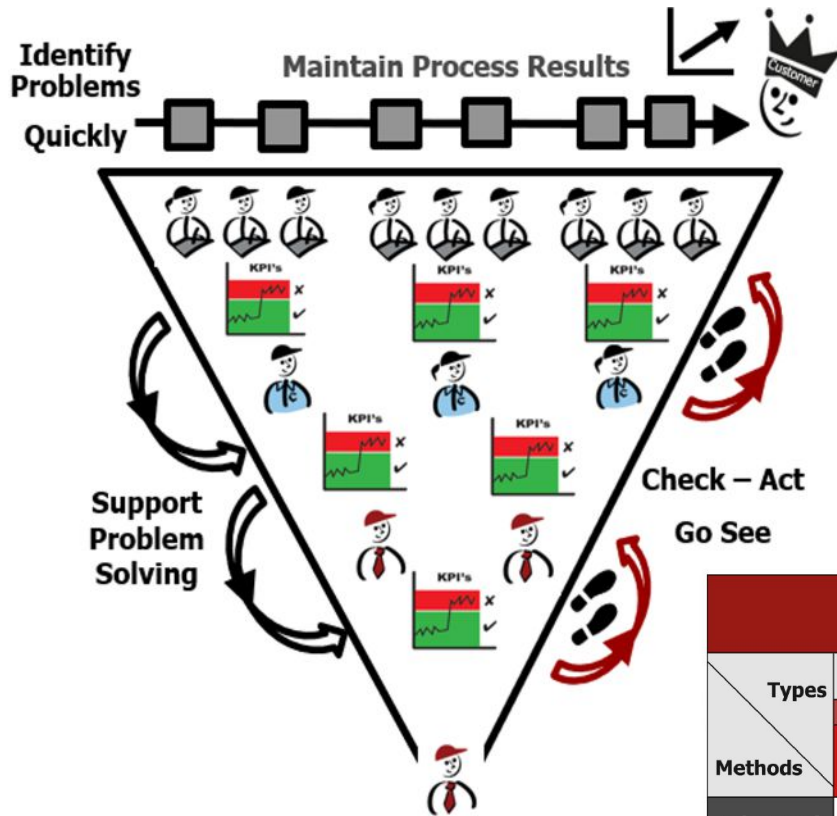 Identify
Problems
Quickly
Maintain Process Results
Customer
KPI's
KPI's
KPI's
KPI's
KPI's
Support
Problem
Solving
Check – Act
Go See
KPI's
Types
Methods